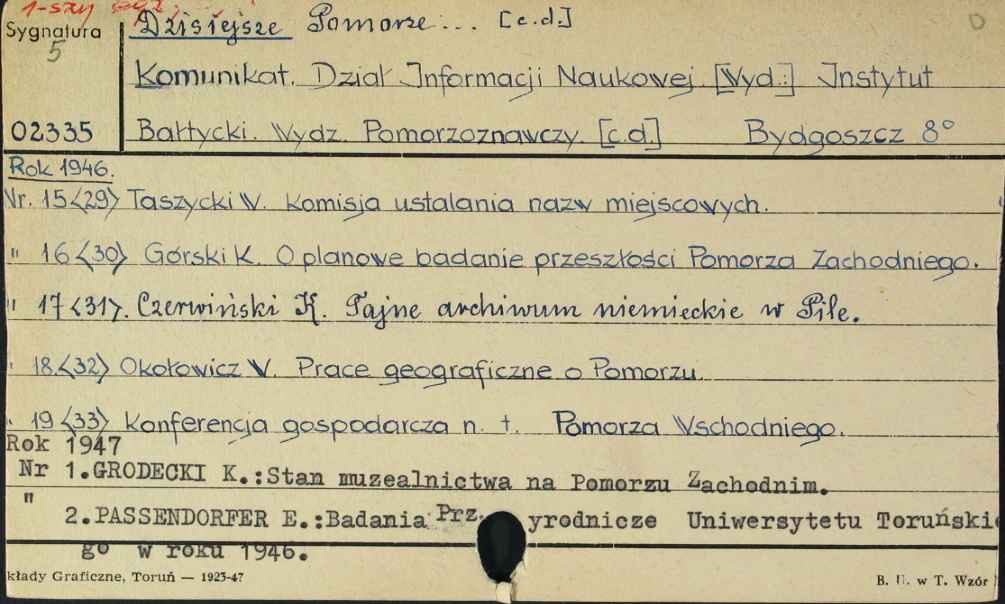 1-szy egz.
Sygnatura Dzisiejsze Pomorze... [c.d.]
5
Komunikat. Dział Informacji Naukowej. [Wyd.:] Instytut
02335 Bałtycki. Wydz. Pomorzoznawczy. [c.d.] Bydgoszcz 8°
Rok 1946.
Nr. 15<29> Taszycki W. Komisja ustalania nazw miejscowych.
" 16<30> Górski K. O planowe badanie przeszłości Pomorza Zachodniego.
" 17<31>. Czerwiński K. Tajne archiwum niemieckie w Pile.
" 18.<32> Okołowicz W. Prace geograficzne o Pomorzu.
" 19<33> Konferencja gospodarcza n. t. Pomorza Wschodniego.
Rok 1947
Nr 1.GRODECKI K.:Stan muzealnictwa na Pomorzu Zachodnim.
" 2.PASSENDORFER E.:Badania Prz yrodnicze Uniwersytetu Toruński
go w roku 1946.
kłady Graficzne, Toruń — 1923-47 B. U. w T. Wzór